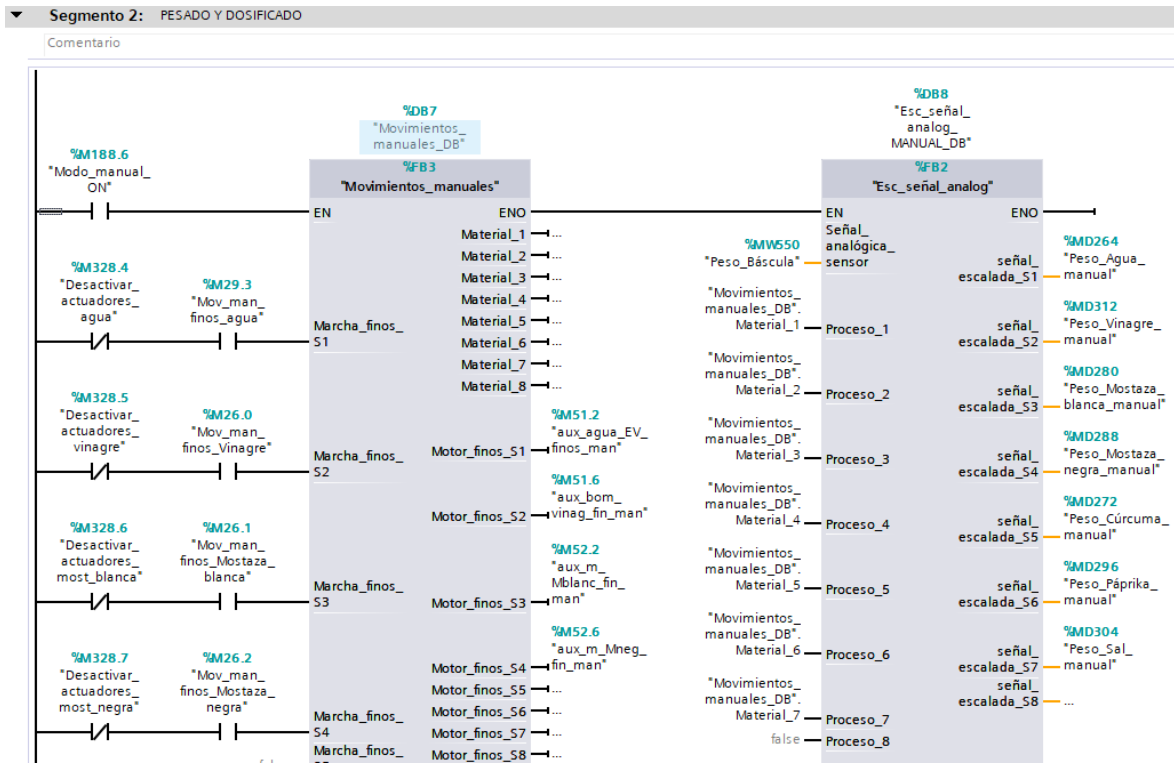 Segmento 2: PESADO Y DOSIFICADO
Comentario
%M188.6
"Modo_manual_
ON"
%DB7
"Movimientos_
manuales_DB"
%FB3
"Movimientos_manuales"
EN
ENO
Material_1
...
Material_2
...
Material_3
...
Material_4
...
Material_5
...
Material_6
...
Material_7
...
Material_8
...
%M328.4
"Desactivar_
actuadores_
agua"
%M29.3
"Mov_man_
finos_agua"
Marcha_finos_
S1
%M328.5
"Desactivar_
actuadores_
vinagre"
%M26.0
"Mov_man_
finos_Vinagre"
Marcha_finos_
S2
Motor_finos_S1
%M51.2
"aux_agua_EV_
finos_man"
Motor_finos_S2
%M51.6
"aux_bom_
vinag_fin_man"
%M328.6
"Desactivar_
actuadores_
most_blanca"
%M26.1
"Mov_man_
finos_Mostaza_
blanca"
Marcha_finos_
S3
Motor_finos_S3
%M52.2
"aux_m_
Mblanc_fin_
man"
%M328.7
"Desactivar_
actuadores_
most_negra"
%M26.2
"Mov_man_
finos_Mostaza_
negra"
Marcha_finos_
S4
Marcha_finos_
Motor_finos_S4
%M52.6
"aux_m_Mneg_
fin_man"
Motor_finos_S5
...
Motor_finos_S6
...
Motor_finos_S7
...
Motor_finos_S8
...
%DB8
"Esc_señal_
analog_
MANUAL_DB"
%FB2
"Esc_señal_analog"
EN
ENO
%MW550
"Peso_Báscula"
Señal_
analógica_
sensor
"Movimientos_
manuales_DB".
Material_1
Proceso_1
"Movimientos_
manuales_DB".
Material_2
Proceso_2
"Movimientos_
manuales_DB".
Material_3
Proceso_3
"Movimientos_
manuales_DB".
Material_4
Proceso_4
"Movimientos_
manuales_DB".
Material_5
Proceso_5
"Movimientos_
manuales_DB".
Material_6
Proceso_6
"Movimientos_
manuales_DB".
Material_7
Proceso_7
false
Proceso_8
señal_
escalada_S1
%MD264
"Peso_Agua_
manual"
señal_
escalada_S2
%MD312
"Peso_Vinagre_
manual"
señal_
escalada_S3
%MD280
"Peso_Mostaza_
blanca_manual"
señal_
escalada_S4
%MD288
"Peso_Mostaza_
negra_manual"
señal_
escalada_S5
%MD272
"Peso_Cúrcuma_
manual"
señal_
escalada_S6
%MD296
"Peso_Páprika_
manual"
señal_
escalada_S7
%MD304
"Peso_Sal_
manual"
señal_
escalada_S8
...